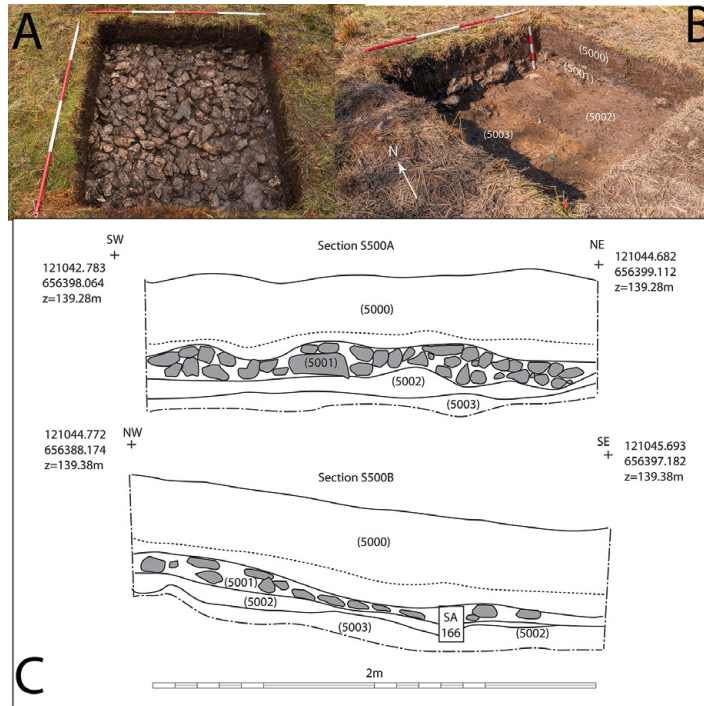 A
B
(5000)
(5001)
(5002)
(5003)
N
SW
Section S500A
NE
121042.783
656398.064
z=139.28m
121044.682
656399.112
z=139.28m
(5000)
(5001)
(5002)
(5003)
121044.772
656388.174
z=139.38m
NW
Section S500B
SE
121045.693
656397.182
z=139.38m
(5000)
(5001)
(5002)
(5003)
SA
166
(5002)
C
2m